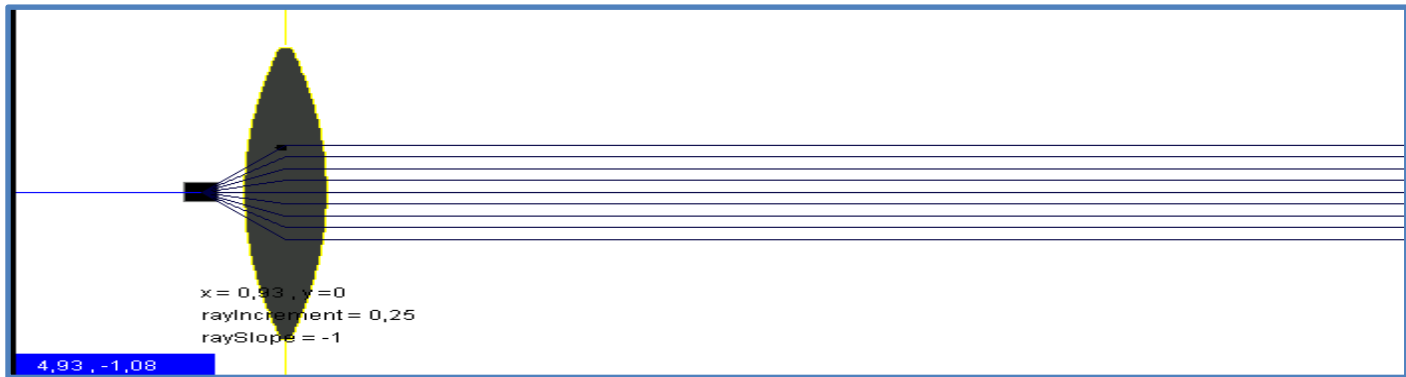 x = 0,93 , y =0
rayIncrement = 0,25
raySlope = -1
4,93 , -1,08